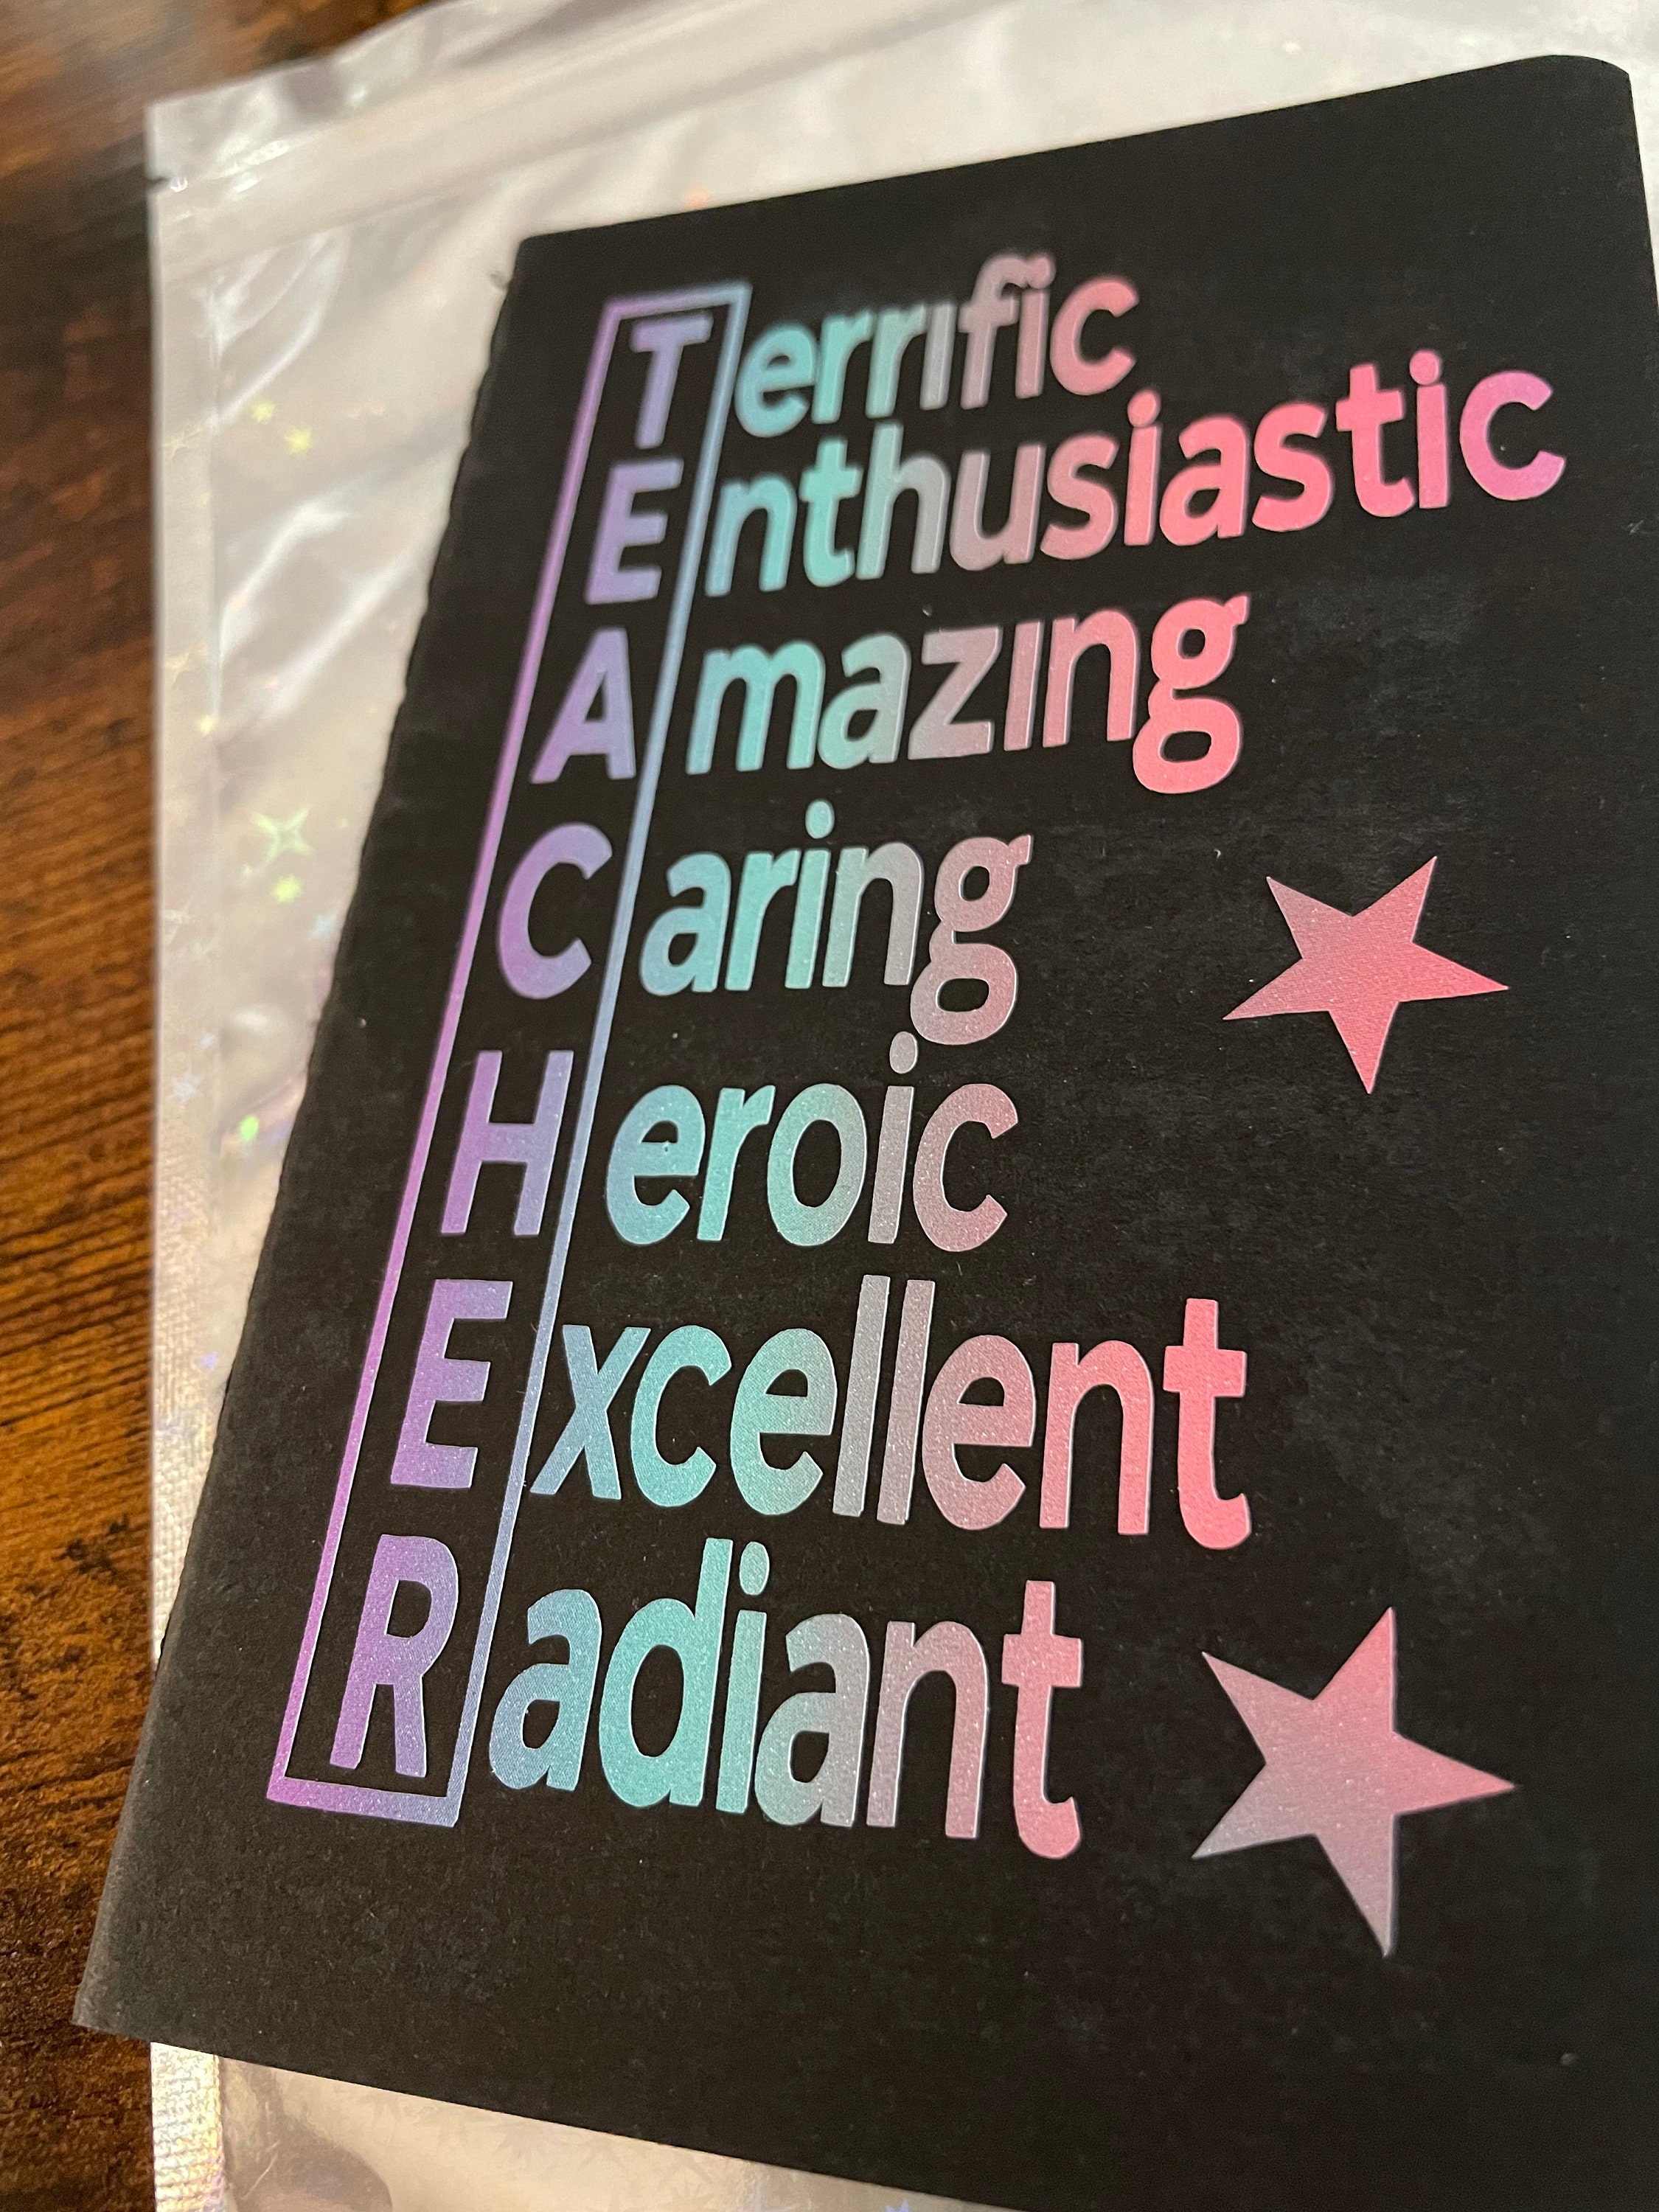 Terrific
Enthusiastic
Amazing
Caring
Heroic
Excellent
Radiant